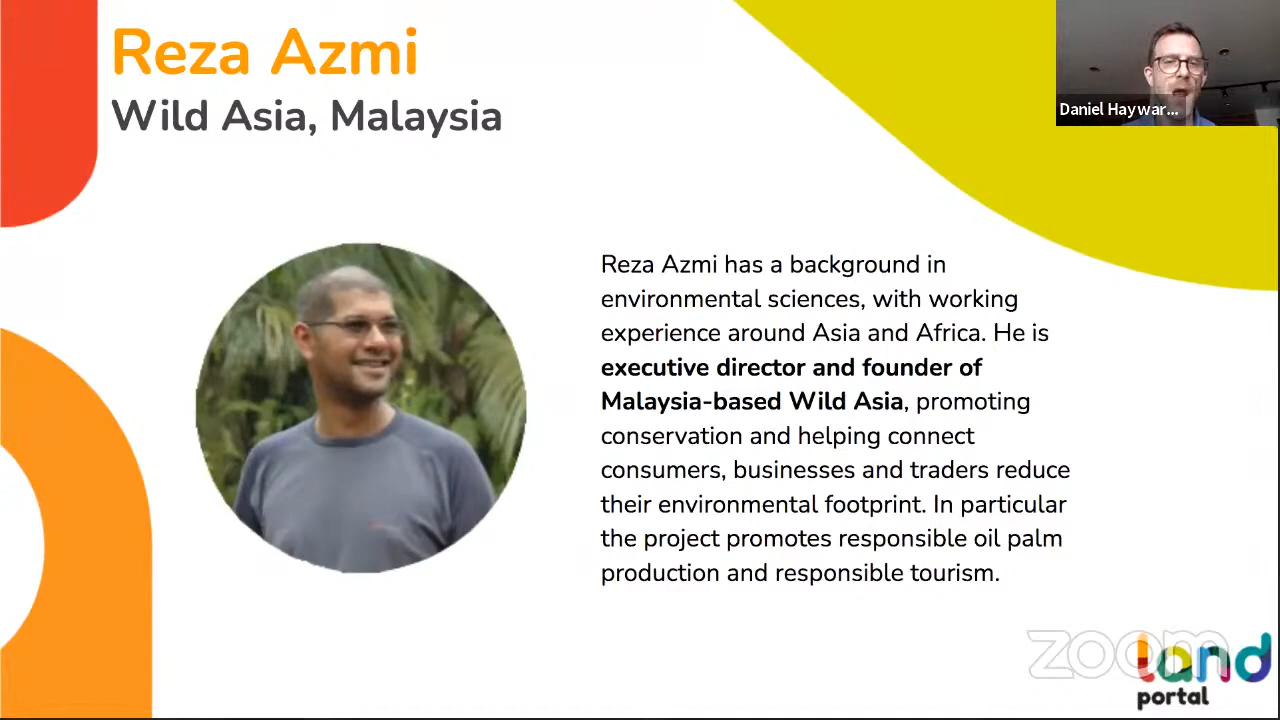 Reza Azmi
Wild Asia, Malaysia
Daniel Haywar...
Reza Azmi has a background in
environmental sciences, with working
experience around Asia and Africa. He is
executive director and founder of
Malaysia-based Wild Asia, promoting
conservation and helping connect
consumers, businesses and traders reduce
their environmental footprint. In particular
the project promotes responsible oil palm
production and responsible tourism.
zoom
land
portal